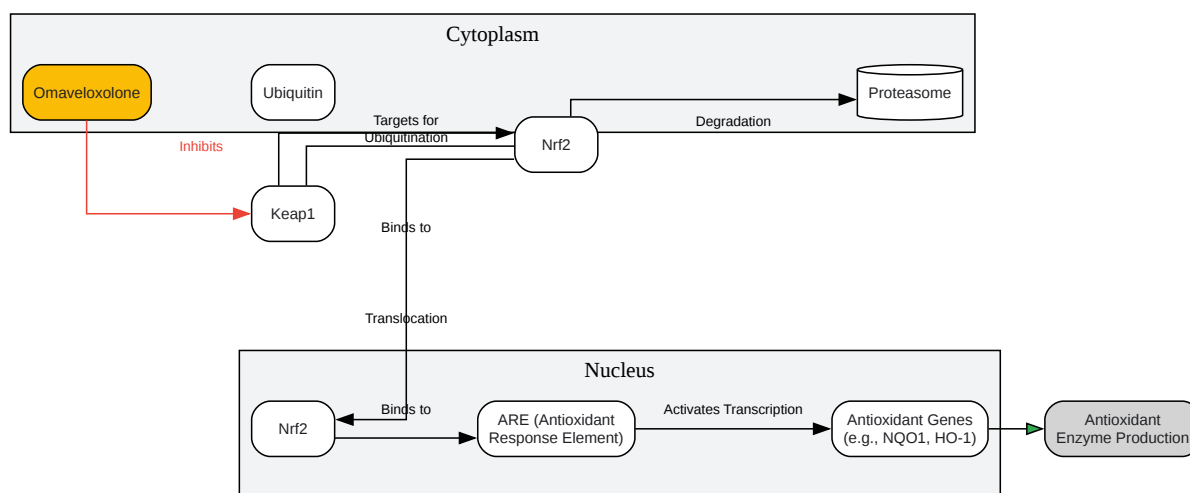 Cytoplasm
Omaveloxolone
Ubiquitin
Proteasome
Targets for
Ubiquitination
Degradation
Inhibits
Nrf2
Keap1
Binds to
Translocation
Nucleus
Nrf2
Binds to
ARE (Antioxidant
Response Element)
Activates Transcription
Antioxidant Genes
(e.g., NQO1, HO-1)
Antioxidant
Enzyme Production